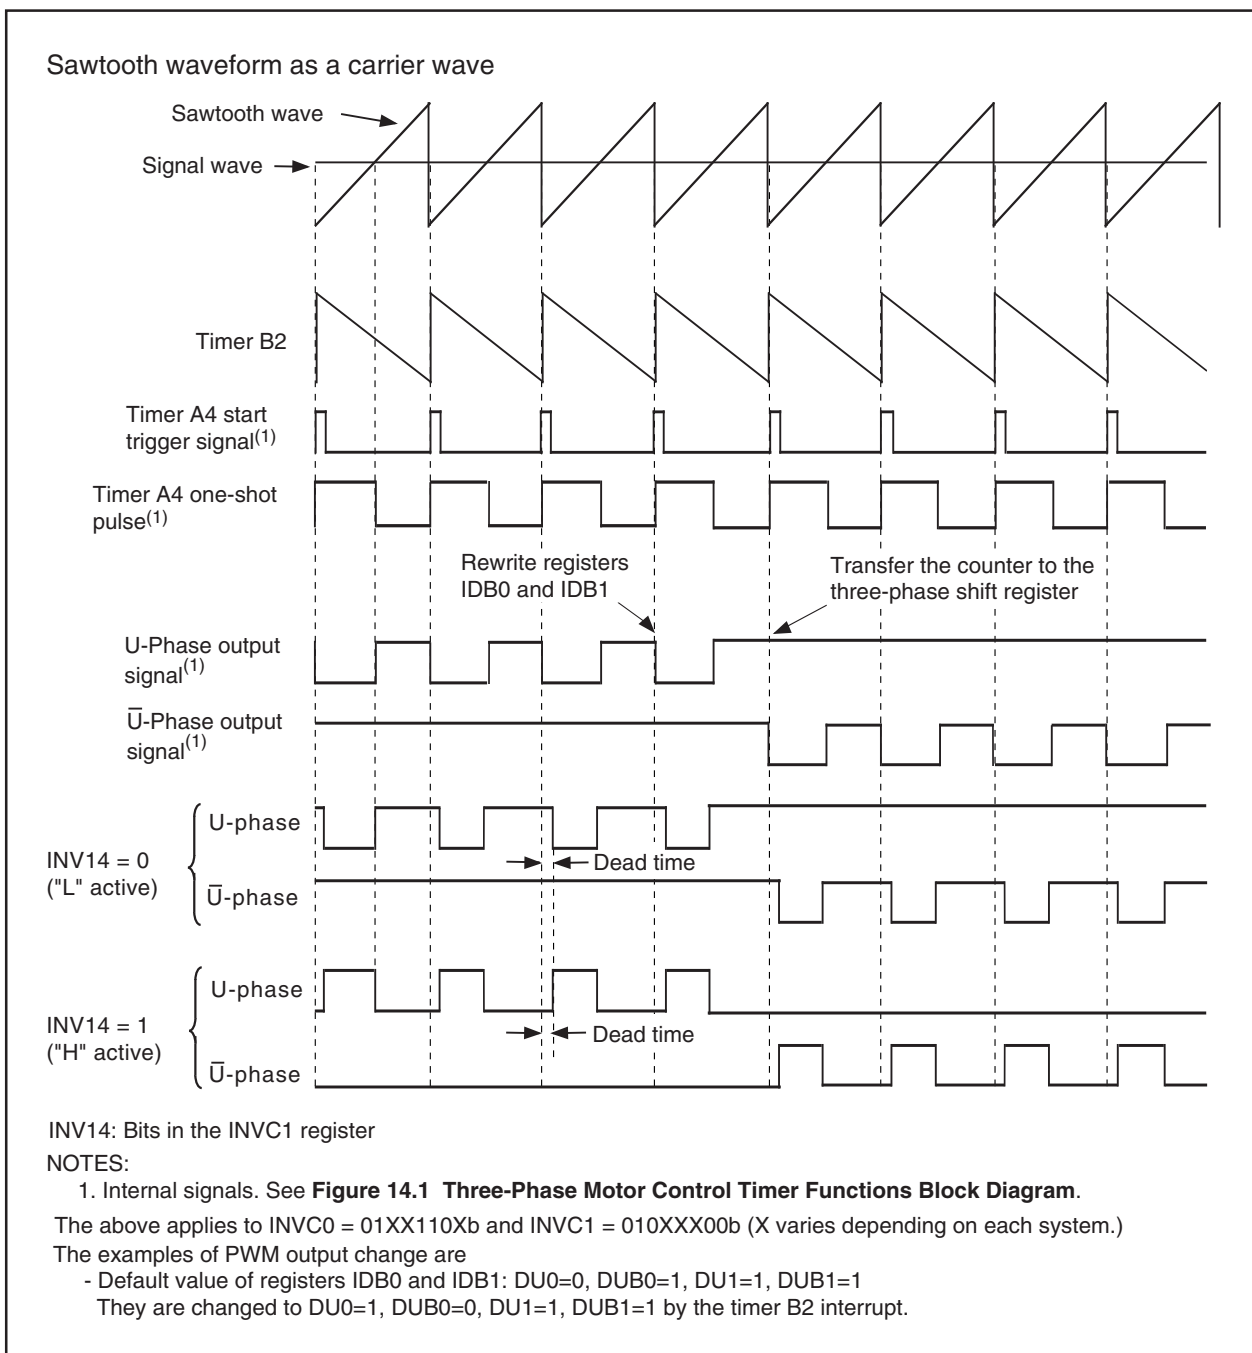 Sawtooth waveform as a carrier wave
Sawtooth wave
Signal wave
Timer B2
Timer A4 start
trigger signal(1)
Timer A4 one-shot
pulse(1)
Rewrite registers
IDB0 and IDB1
Transfer the counter to the
three-phase shift register
U-Phase output
signal(1)
U̅-Phase output
signal(1)
INV14 = 0
("L" active)
U-phase
Dead time
U̅-phase
INV14 = 1
("H" active)
U-phase
Dead time
U̅-phase
INV14: Bits in the INVC1 register
NOTES:
1. Internal signals. See Figure 14.1 Three-Phase Motor Control Timer Functions Block Diagram.
The above applies to INVC0 = 01XX110Xb and INVC1 = 010XXX00b (X varies depending on each system.)
The examples of PWM output change are
- Default value of registers IDB0 and IDB1: DU0=0, DUB0=1, DU1=1, DUB1=1
They are changed to DU0=1, DUB0=0, DU1=1, DUB1=1 by the timer B2 interrupt.